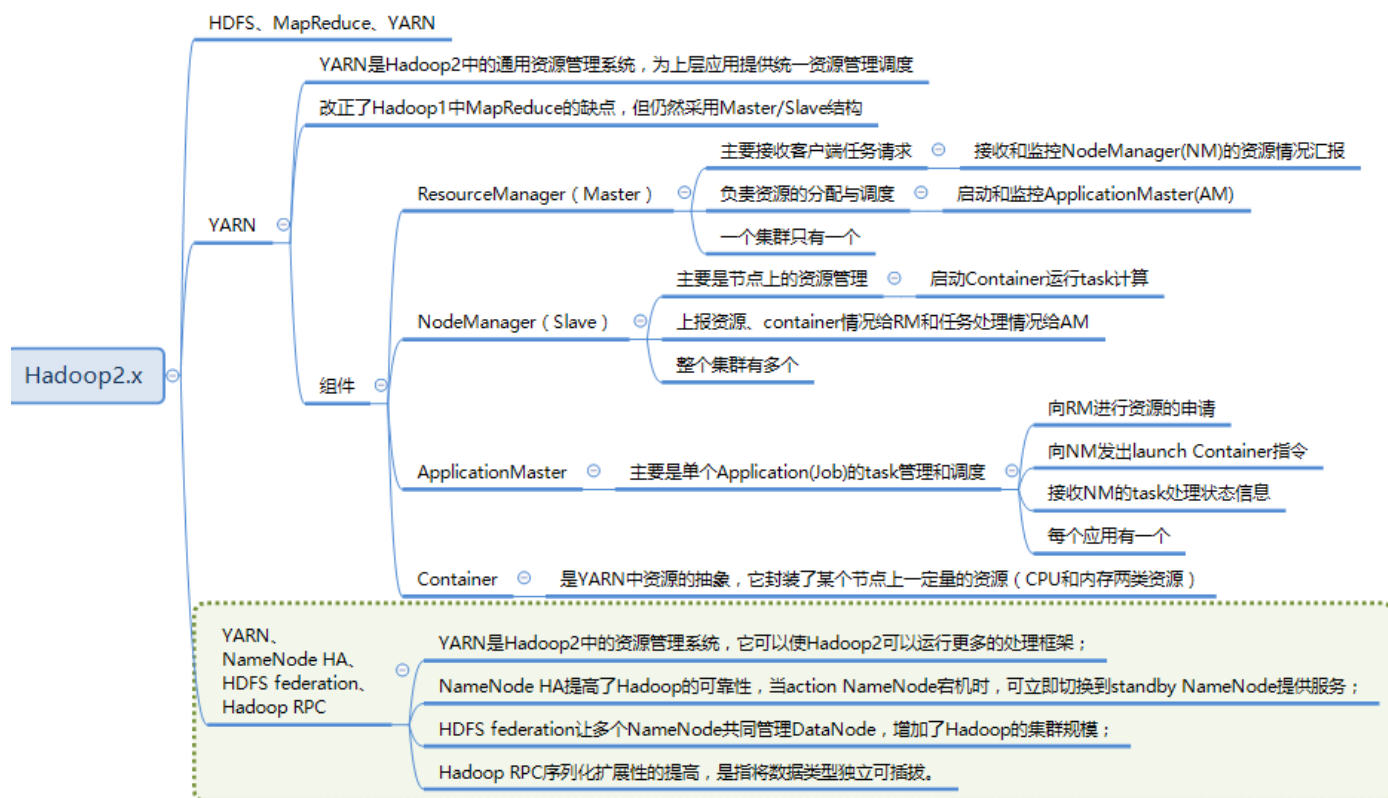 HDFS、MapReduce、YARN
YARN是Hadoop2中的通用资源管理系统，为上层应用提供统一资源管理调度
改正了Hadoop1中MapReduce的缺点，但仍然采用Master/Slave结构
主要接收客户端任务请求
接收和监控NodeManager(NM)的资源情况汇报
ResourceManager（Master）
负责资源的分配与调度
启动和监控ApplicationMaster(AM)
YARN
一个集群只有一个
主要是节点上的资源管理
启动Container运行task计算
NodeManager（Slave）
上报资源、container情况给RM和任务处理情况给AM
整个集群有多个
Hadoop2.x
组件
向RM进行资源的申请
向NM发出launch Container指令
ApplicationMaster
主要是单个Application(Job)的task管理和调度
接收NM的task处理状态信息
每个应用有一个
Container
是YARN中资源的抽象，它封装了某个节点上一定量的资源（CPU和内存两类资源）
YARN、
NameNode HA、
HDFS federation、
Hadoop RPC
YARN是Hadoop2中的资源管理系统，它可以使Hadoop2可以运行更多的处理框架；
NameNode HA提高了Hadoop的可靠性，当action NameNode宕机时，可立即切换到standby NameNode提供服务；
HDFS federation让多个NameNode共同管理DataNode，增加了Hadoop的集群规模；
Hadoop RPC序列化扩展性的提高，是指将数据类型独立可插拔。